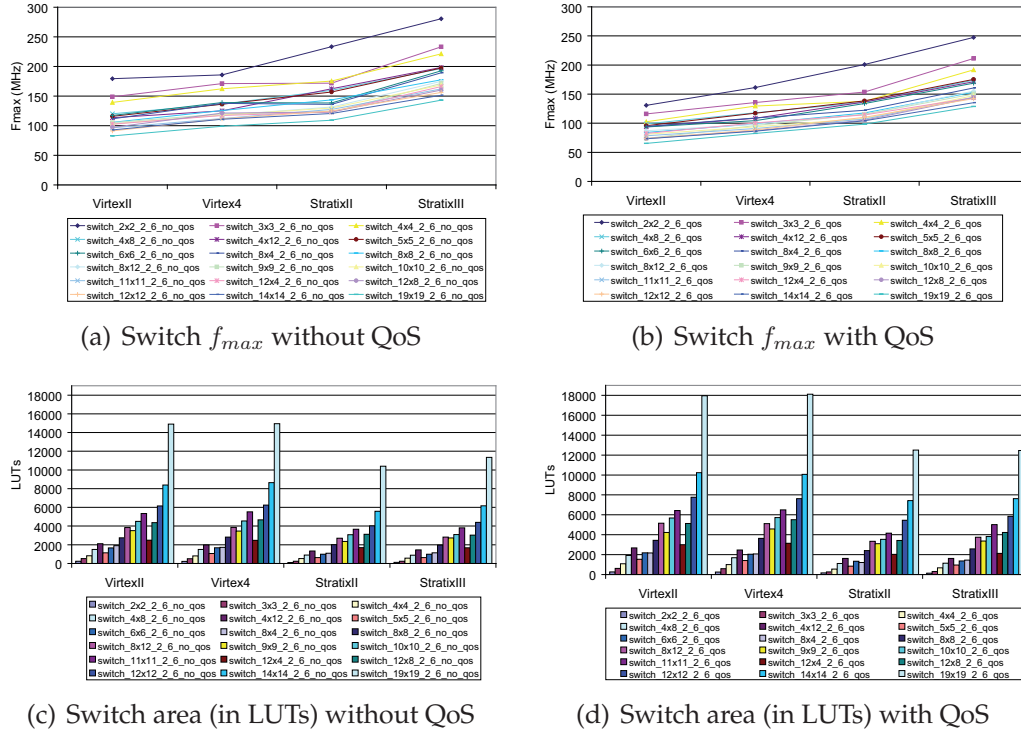 300
250
200
150
100
50
0
Fmax (MHz)
VirtexII Virtex4 StratixII StratixIII
switch_2x2_2_6_no_qos switch_3x3_2_6_no_qos switch_4x4_2_6_no_qos
switch_4x8_2_6_no_qos switch_4x12_2_6_no_qos switch_5x5_2_6_no_qos
switch_6x6_2_6_no_qos switch_8x4_2_6_no_qos switch_8x8_2_6_no_qos
switch_8x12_2_6_no_qos switch_9x9_2_6_no_qos switch_10x10_2_6_no_qos
switch_11x11_2_6_no_qos switch_12x4_2_6_no_qos switch_12x8_2_6_no_qos
switch_12x12_2_6_no_qos switch_14x14_2_6_no_qos switch_19x19_2_6_no_qos
(a) Switch fmax without QoS
300
250
200
150
100
50
0
Fmax (MHz)
VirtexII Virtex4 StratixII StratixIII
switch_2x2_2_6_qos switch_3x3_2_6_qos switch_4x4_2_6_qos
switch_4x8_2_6_qos switch_4x12_2_6_qos switch_5x5_2_6_qos
switch_6x6_2_6_qos switch_8x4_2_6_qos switch_8x8_2_6_qos
switch_8x12_2_6_qos switch_9x9_2_6_qos switch_10x10_2_6_qos
switch_11x11_2_6_qos switch_12x4_2_6_qos switch_12x8_2_6_qos
switch_12x12_2_6_qos switch_14x14_2_6_qos switch_19x19_2_6_qos
(b) Switch fmax with QoS
18000
16000
14000
12000
10000
8000
6000
4000
2000
0
LUTs
VirtexII Virtex4 StratixII StratixIII
switch_2x2_2_6_no_qos switch_3x3_2_6_no_qos switch_4x4_2_6_no_qos
switch_4x8_2_6_no_qos switch_4x12_2_6_no_qos switch_5x5_2_6_no_qos
switch_6x6_2_6_no_qos switch_8x4_2_6_no_qos switch_8x8_2_6_no_qos
switch_8x12_2_6_no_qos switch_9x9_2_6_no_qos switch_10x10_2_6_no_qos
switch_11x11_2_6_no_qos switch_12x4_2_6_no_qos switch_12x8_2_6_no_qos
switch_12x12_2_6_no_qos switch_14x14_2_6_no_qos switch_19x19_2_6_no_qos
(c) Switch area (in LUTs) without QoS
18000
16000
14000
12000
10000
8000
6000
4000
2000
0
LUTs
VirtexII Virtex4 StratixII StratixIII
switch_2x2_2_6_qos switch_3x3_2_6_qos switch_4x4_2_6_qos
switch_4x8_2_6_qos switch_4x12_2_6_qos switch_5x5_2_6_qos
switch_6x6_2_6_qos switch_8x4_2_6_qos switch_8x8_2_6_qos
switch_8x12_2_6_qos switch_9x9_2_6_qos switch_10x10_2_6_qos
switch_11x11_2_6_qos switch_12x4_2_6_qos switch_12x8_2_6_qos
switch_12x12_2_6_qos switch_14x14_2_6_qos switch_19x19_2_6_qos
(d) Switch area (in LUTs) with QoS